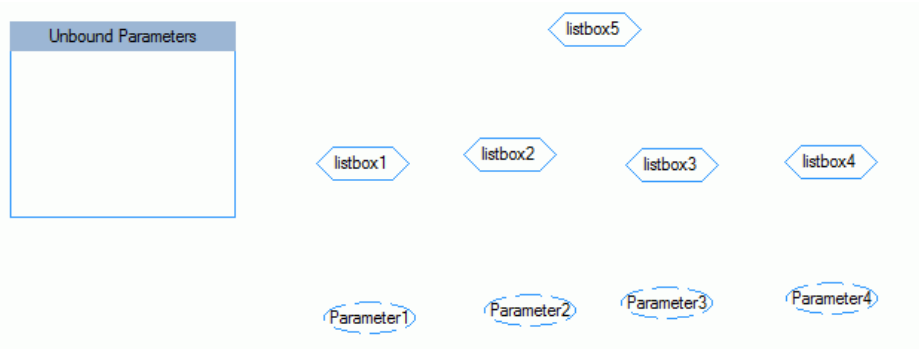 Unbound Parameters
listbox5
listbox1
listbox2
listbox3
listbox4
Parameter1
Parameter2
Parameter3
Parameter4